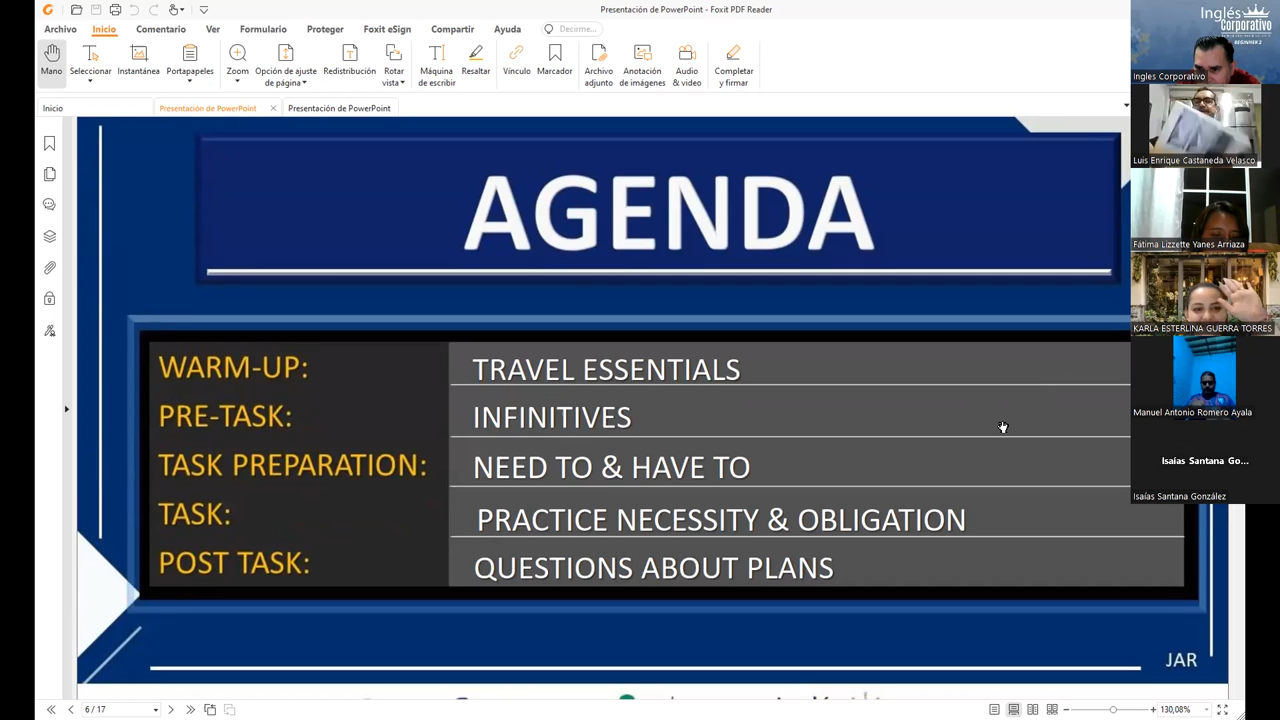 Presentación de PowerPoint - Foxit PDF Reader
Archivo Inicio Comentario Ver Formulario Proteger Foxit eSign Compartir Ayuda Decirme...
Mano Seleccionar Instantánea Portapapeles Zoom Opción de ajuste de página Redistribución Rotar vista Máquina de escribir Resaltar Vínculo Marcador Archivo adjunto Anotación de imágenes Audio & video Completar y firmar
Inicio Presentación de PowerPoint Presentación de PowerPoint
AGENDA
WARM-UP: TRAVEL ESSENTIALS
PRE-TASK: INFINITIVES
TASK PREPARATION: NEED TO & HAVE TO
TASK: PRACTICE NECESSITY & OBLIGATION
POST TASK: QUESTIONS ABOUT PLANS
JAR
6 / 17
130,08%
Inglés
Corporativo
BEGINNER 2
Ingles Corporativo
Luis Enrique Castaneda Velasco
Fátima Lizzette Yanes Arriaza
KARLA ESTERLINA GUERRA TORRES
Manuel Antonio Romero Ayala
Isaías Santana Go...
Isaías Santana González